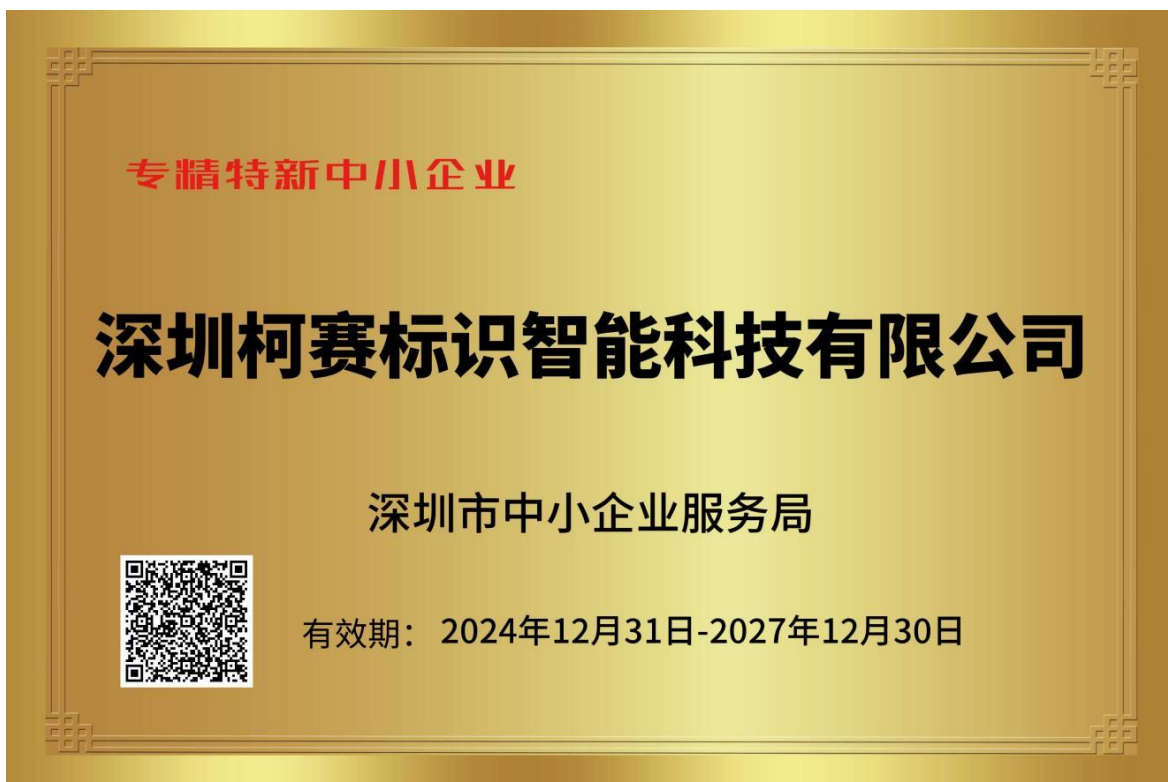 专精特新中小企业
深圳柯赛标识智能科技有限公司
深圳市中小企业服务局
有效期： 2024年12月31日-2027年12月30日